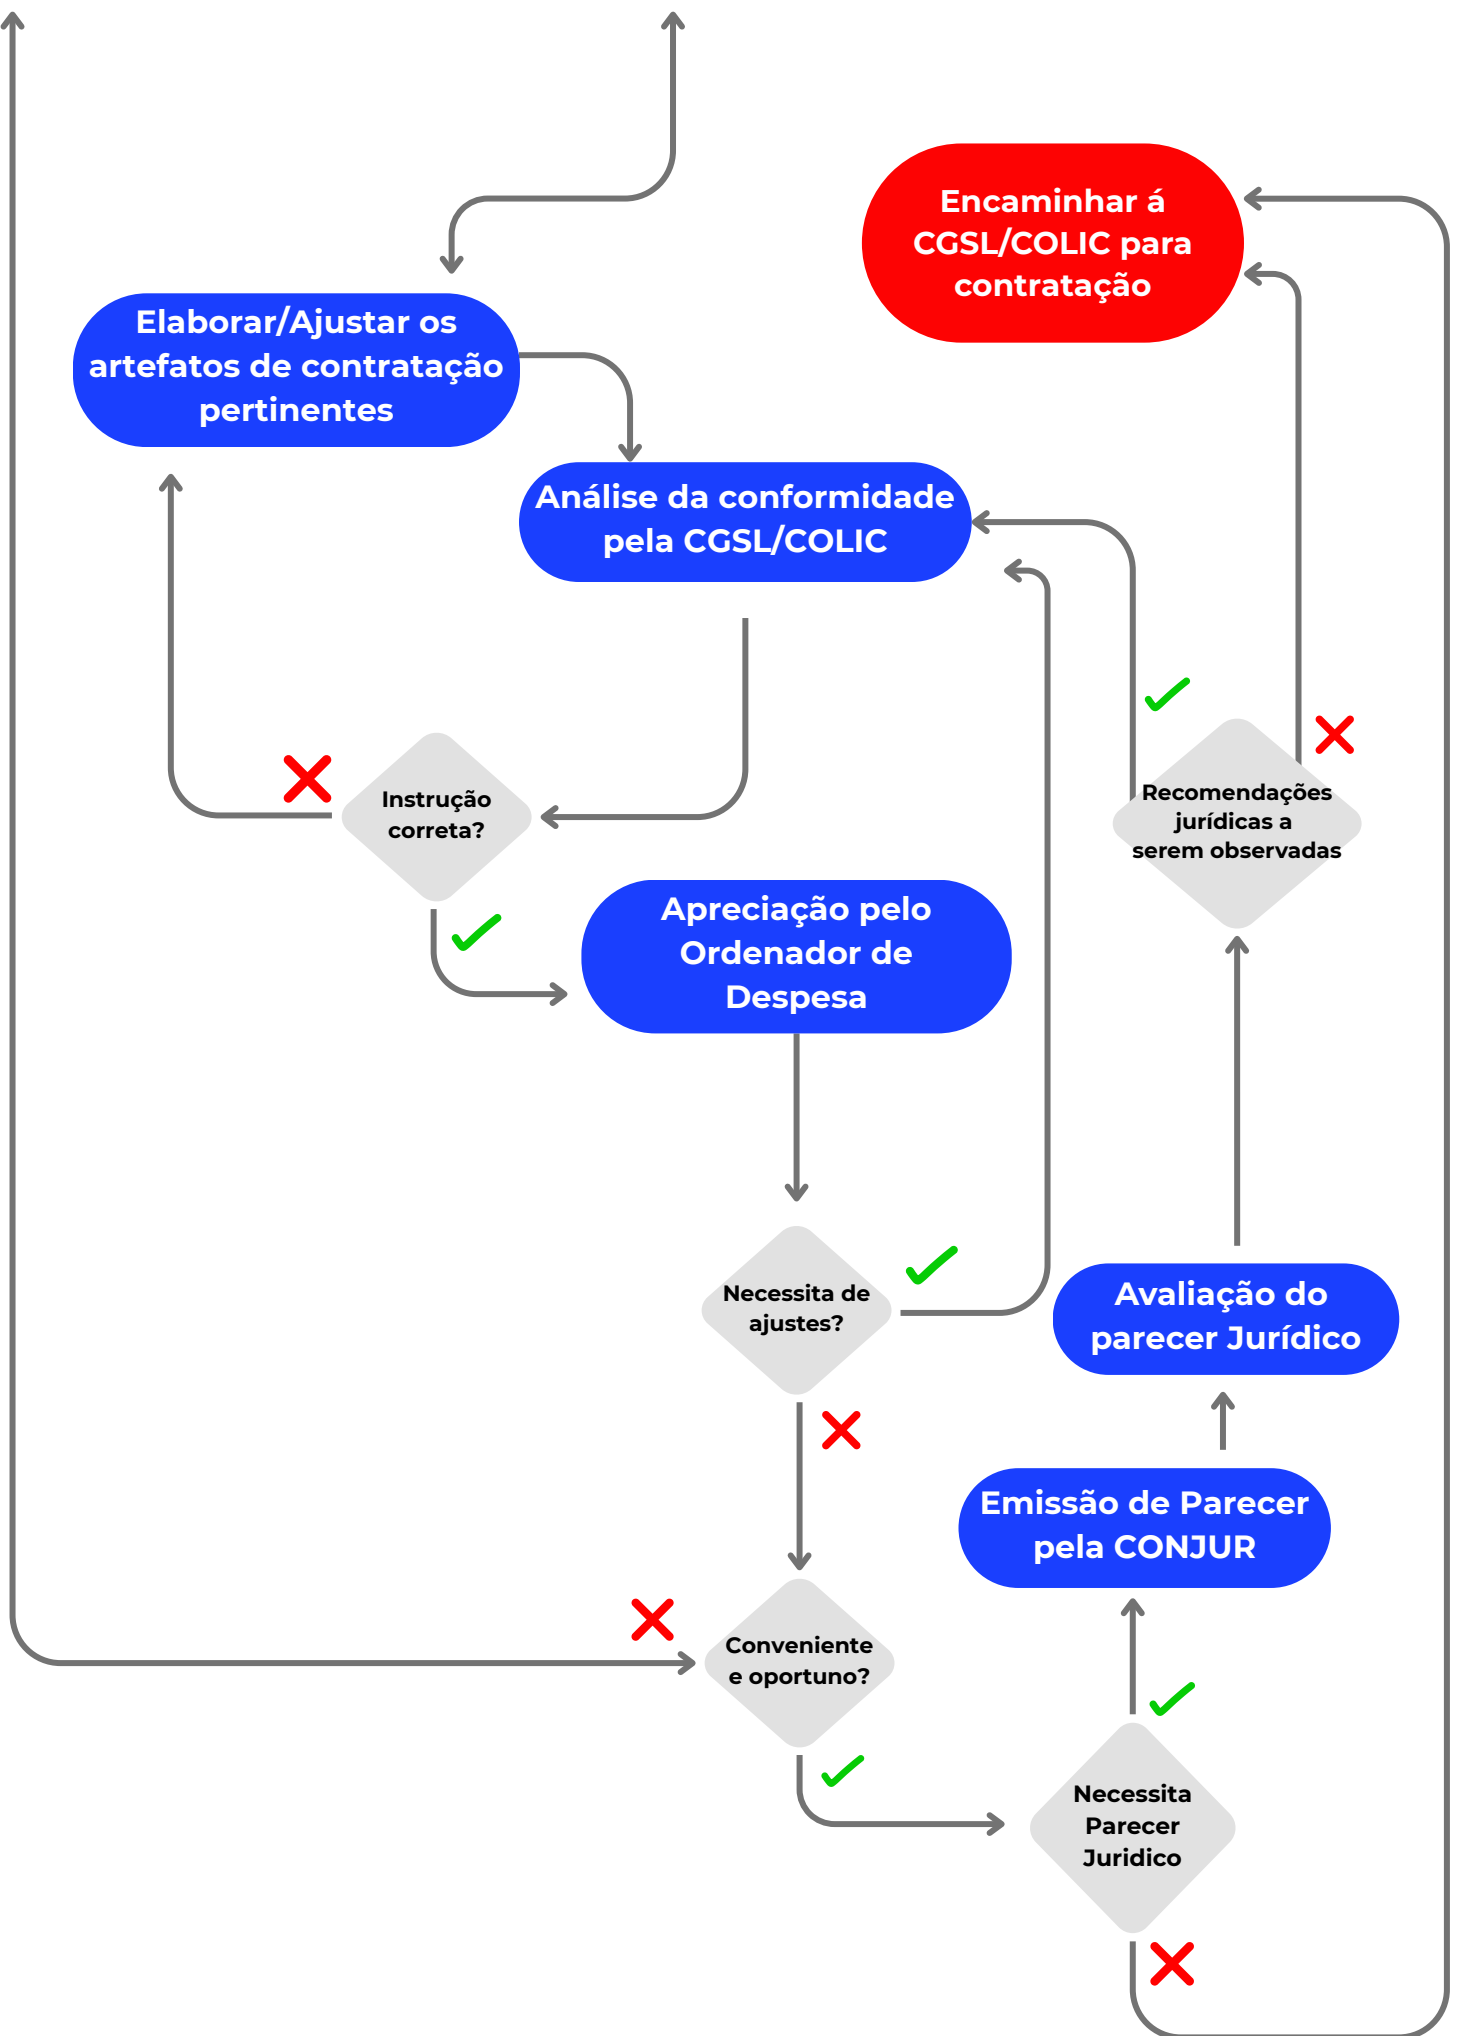 Encaminhar á
CGSL/COLIC para
contratação
Elaborar/Ajustar os
artefatos de contratação
pertinentes
Análise da conformidade
pela CGSL/COLIC
Instrução
correta?
Recomendações
jurídicas a
serem observadas
Apreciação pelo
Ordenador de
Despesa
Necessita de
ajustes?
Avaliação do
parecer Jurídico
Emissão de Parecer
pela CONJUR
Conveniente
e oportuno?
Necessita
Parecer
Juridico